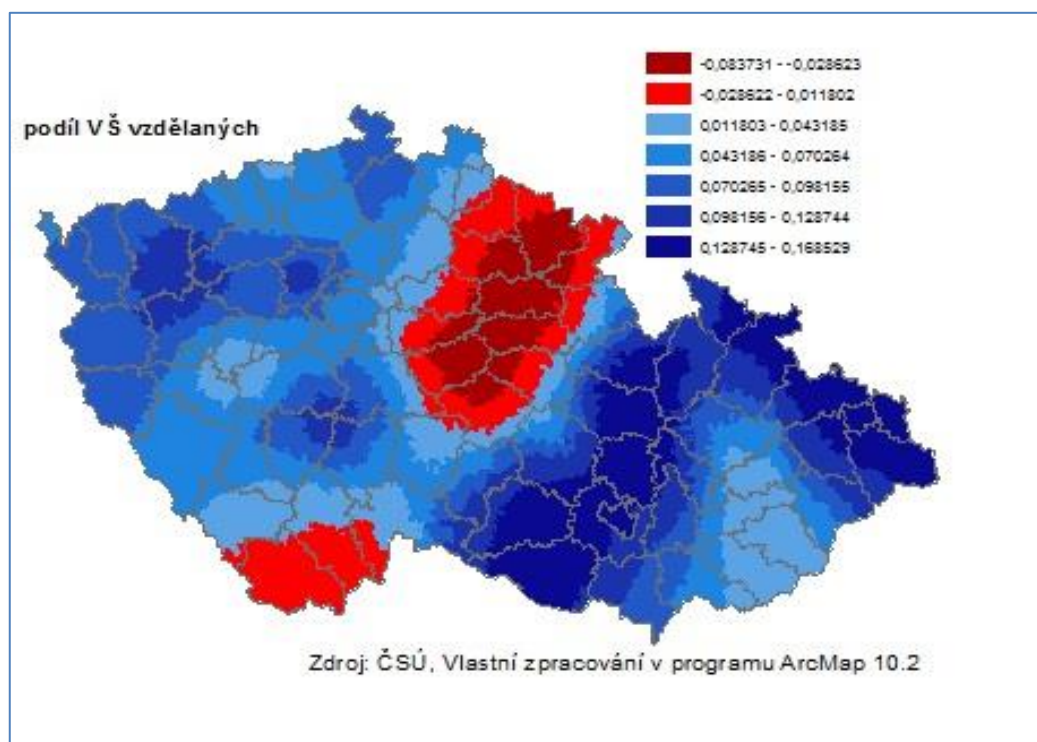 -0,083731 - -0,028623
-0,028622 - 0,011802
podíl VŠ vzdělaných
0,011803 - 0,043185
0,043186 - 0,070264
0,070265 - 0,098155
0,098156 - 0,128744
0,128745 - 0,168529
Zdroj: ČSÚ, Vlastní zpracování v programu ArcMap 10.2